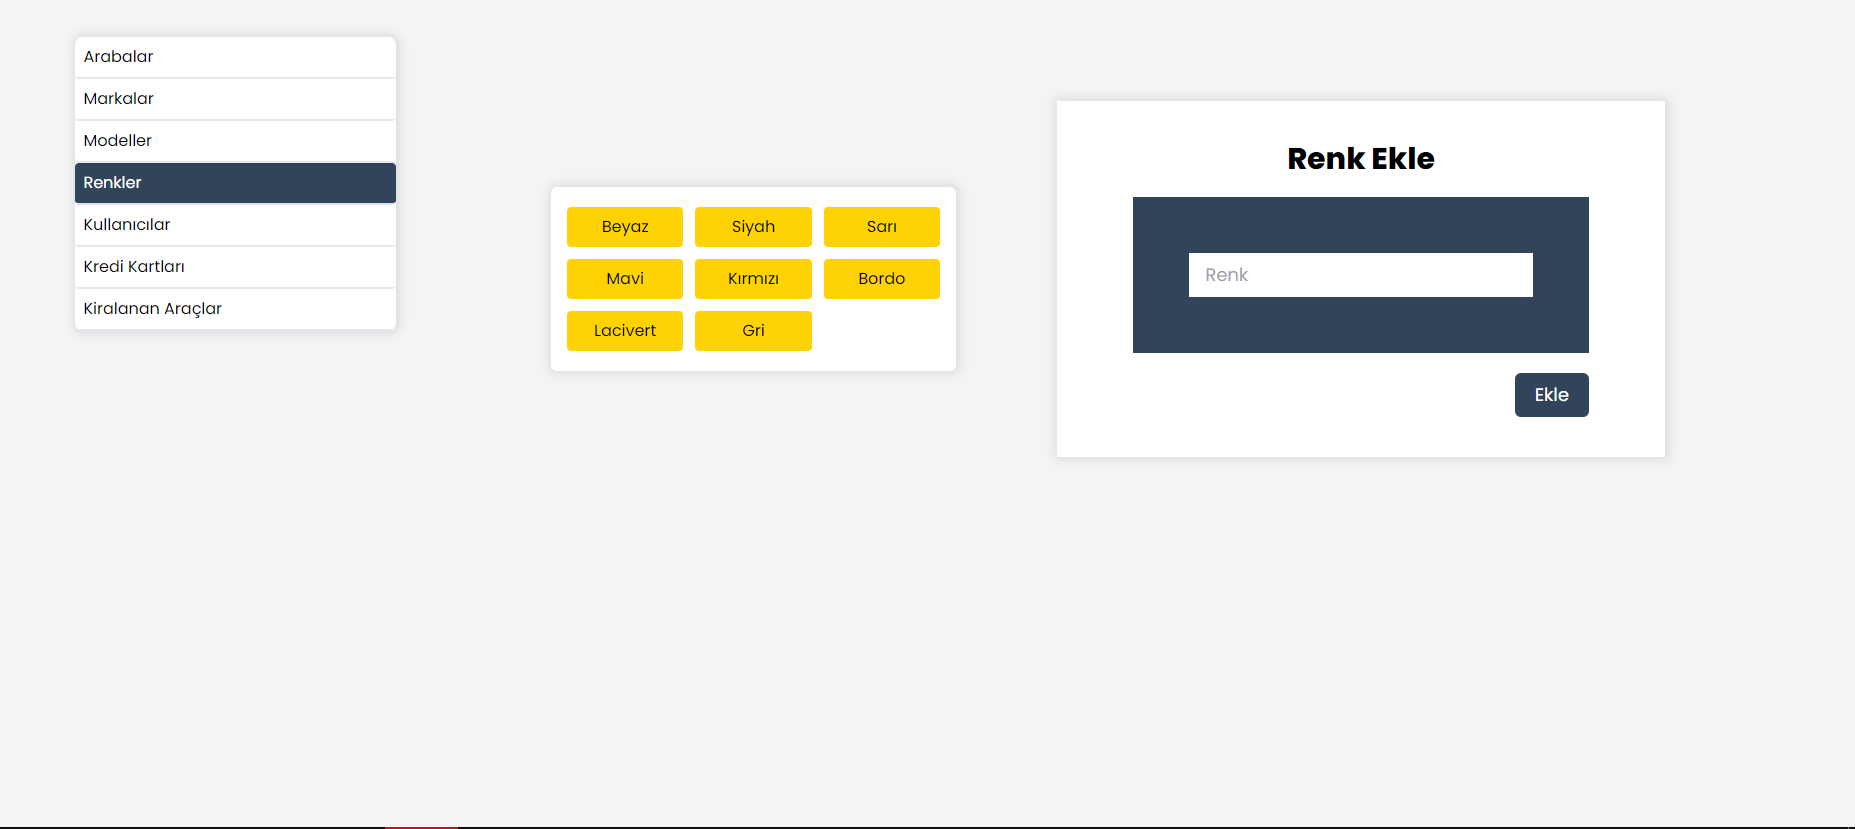 Arabalar
Markalar
Modeller
Renkler
Kullanıcılar
Kredi Kartları
Kiralanan Araçlar
Beyaz Siyah Sarı
Mavi Kırmızı Bordo
Lacivert Gri
Renk Ekle
Renk
Ekle